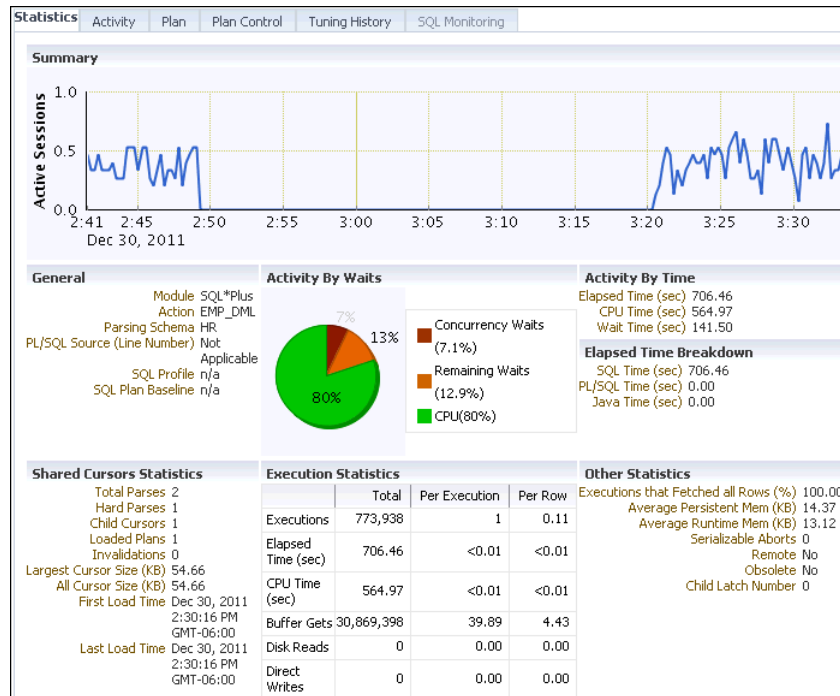 Statistics Activity Plan Plan Control Tuning History SQL Monitoring
Summary
Active Sessions
1.0
0.5
0.0
2:41 2:45 2:50 2:55 3:00 3:05 3:10 3:15 3:20 3:25 3:30
Dec 30, 2011
General
Module SQL*Plus
Action EMP_DML
Parsing Schema HR
PL/SQL Source (Line Number) Not
Applicable
SQL Profile n/a
SQL Plan Baseline n/a
Activity By Waits
7%
13%
80%
Concurrency Waits
(7.1%)
Remaining Waits
(12.9%)
CPU(80%)
Activity By Time
Elapsed Time (sec) 706.46
CPU Time (sec) 564.97
Wait Time (sec) 141.50
Elapsed Time Breakdown
SQL Time (sec) 706.46
PL/SQL Time (sec) 0.00
Java Time (sec) 0.00
Shared Cursors Statistics
Total Parses 2
Hard Parses 1
Child Cursors 1
Loaded Plans 1
Invalidations 0
Largest Cursor Size (KB) 54.66
All Cursor Size (KB) 54.66
First Load Time Dec 30, 2011
2:30:16 PM
GMT-06:00
Last Load Time Dec 30, 2011
2:30:16 PM
GMT-06:00
Execution Statistics
Total Per Execution Per Row
Executions 773,938 1 0.11
Elapsed
Time (sec) 706.46 <0.01 <0.01
CPU Time
(sec) 564.97 <0.01 <0.01
Buffer Gets 30,869,398 39.89 4.43
Disk Reads 0 0.00 0.00
Direct
Writes 0 0.00 0.00
Other Statistics
Executions that Fetched all Rows (%) 100.00
Average Persistent Mem (KB) 14.37
Average Runtime Mem (KB) 13.12
Serializable Aborts 0
Remote No
Obsolete No
Child Latch Number 0